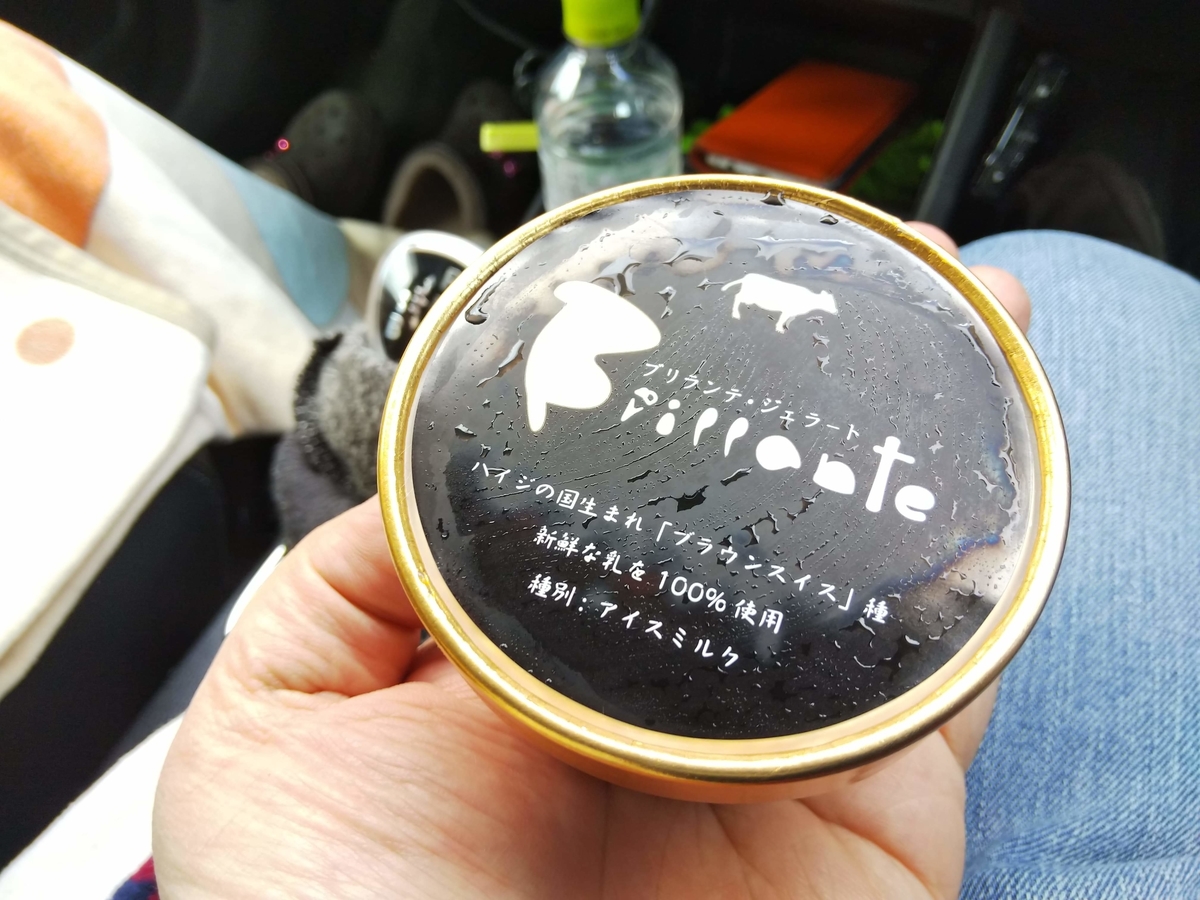 ブリランテ・ジェラート
Brillante
ハイジの国生まれ「ブラウンスイス」種
新鮮な乳を100%使用
種別：アイスミルク